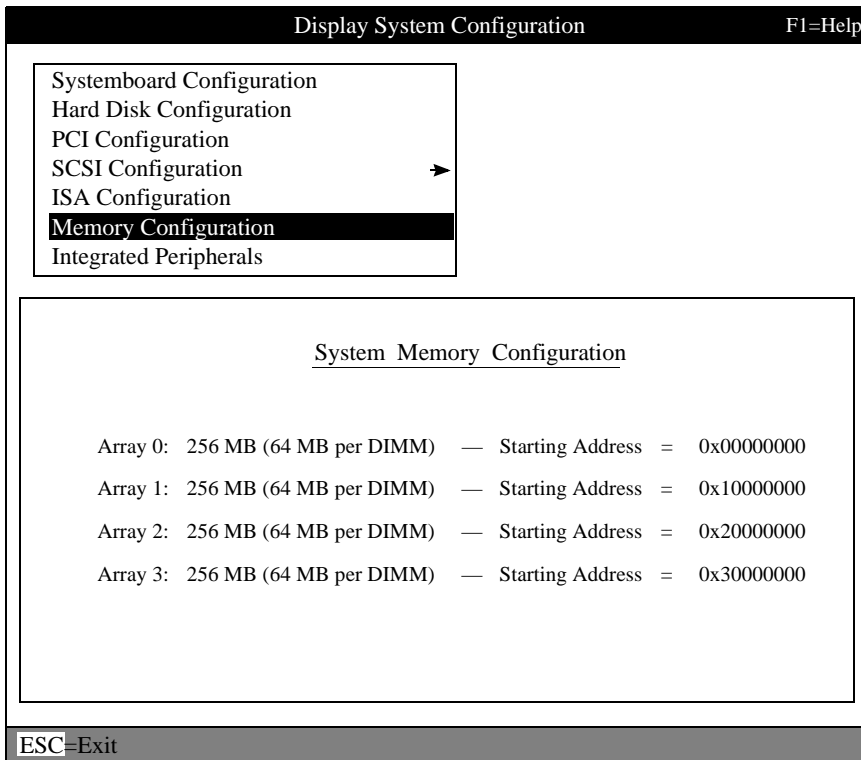 Display System Configuration F1=Help
Systemboard Configuration
Hard Disk Configuration
PCI Configuration
SCSI Configuration
ISA Configuration
Memory Configuration
Integrated Peripherals
System Memory Configuration
Array 0: 256 MB (64 MB per DIMM) — Starting Address = 0x00000000
Array 1: 256 MB (64 MB per DIMM) — Starting Address = 0x10000000
Array 2: 256 MB (64 MB per DIMM) — Starting Address = 0x20000000
Array 3: 256 MB (64 MB per DIMM) — Starting Address = 0x30000000
ESC=Exit